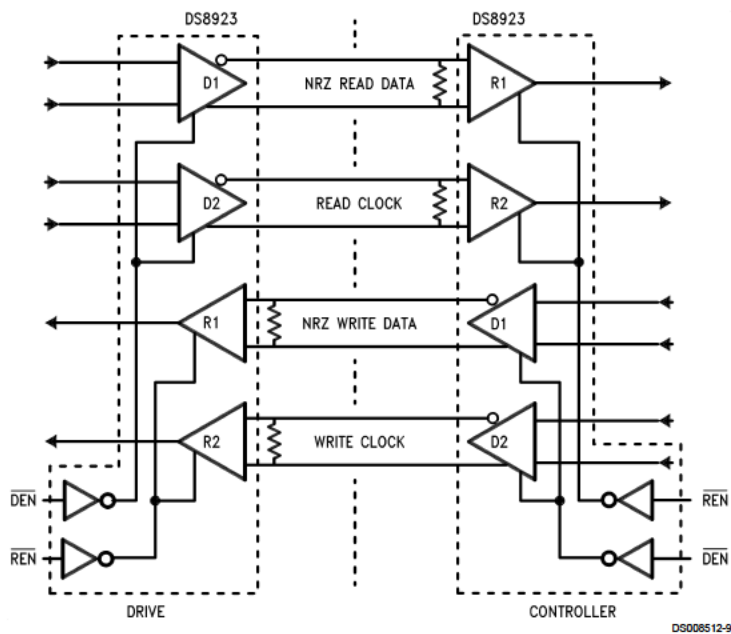 DS8923 DS8923
D1 NRZ READ DATA R1
D2 READ CLOCK R2
R1 NRZ WRITE DATA D1
R2 WRITE CLOCK D2
DEN REN
REN DEN
DRIVE CONTROLLER
DS008512-9